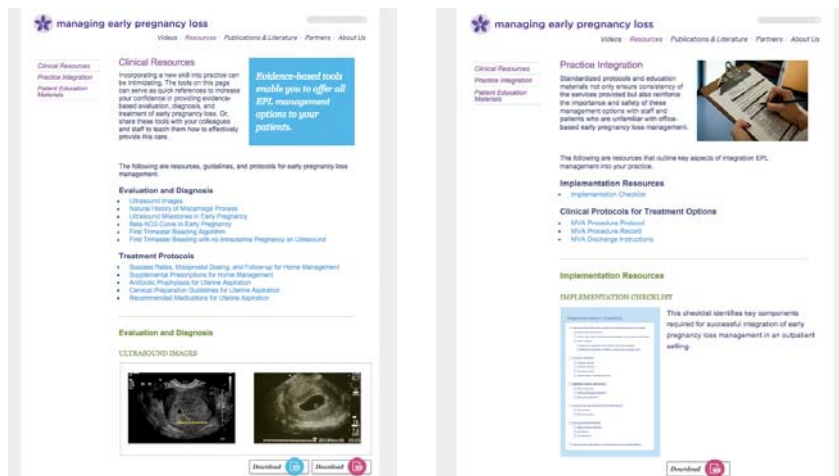 managing early pregnancy loss
Videos Resources Publications & Literature Partners About Us
Clinical Resources
Practice Integration
Patient Education
Materials
Clinical Resources
Incorporating a new skill into practice can
be intimidating. The tools on this page
can serve as quick references to increase
your confidence in providing evidence-
based evaluation, diagnosis, and
treatment of early pregnancy loss. Or,
share these tools with your colleagues
and staff to teach them how to effectively
provide this care.
Evidence-based tools
enable you to offer all
EPL management
options to your
patients.
The following are resources, guidelines, and protocols for early pregnancy loss
management.
Evaluation and Diagnosis
Ultrasound Images
Natural History of Miscarriage Process
Ultrasound Milestones in Early Pregnancy
Beta HCG Curve in Early Pregnancy
First Trimester Bleeding Algorithm
First Trimester Bleeding with no Intrauterine Pregnancy on Ultrasound
Treatment Protocols
Success Rates, Misoprostol Dosing, and Follow-up for Home Management
Supplemental Prescriptions for Home Management
Antibiotic Prophylaxis for Uterine Aspiration
Cervical Preparation Guidelines for Uterine Aspiration
Recommended Medications for Uterine Aspiration
Evaluation and Diagnosis
ULTRASOUND IMAGES
Download Download
managing early pregnancy loss
Videos Resources Publications & Literature Partners About Us
Clinical Resources
Practice Integration
Patient Education
Materials
Practice Integration
Standardized protocols and education
materials not only ensure consistency of
the services provided but also reinforce
the importance and safety of these
management options with staff and
patients who are unfamiliar with office-
based early pregnancy loss management.
The following are resources that outline key aspects of integration EPL
management into your practice.
Implementation Resources
Implementation Checklist
Clinical Protocols for Treatment Options
MVA Procedure Protocol
MVA Procedure Record
MVA Discharge Instructions
Implementation Resources
IMPLEMENTATION CHECKLIST
Implementation Checklist
This checklist identifies key components
required for successful integration of early
pregnancy loss management in an outpatient
setting.
Download